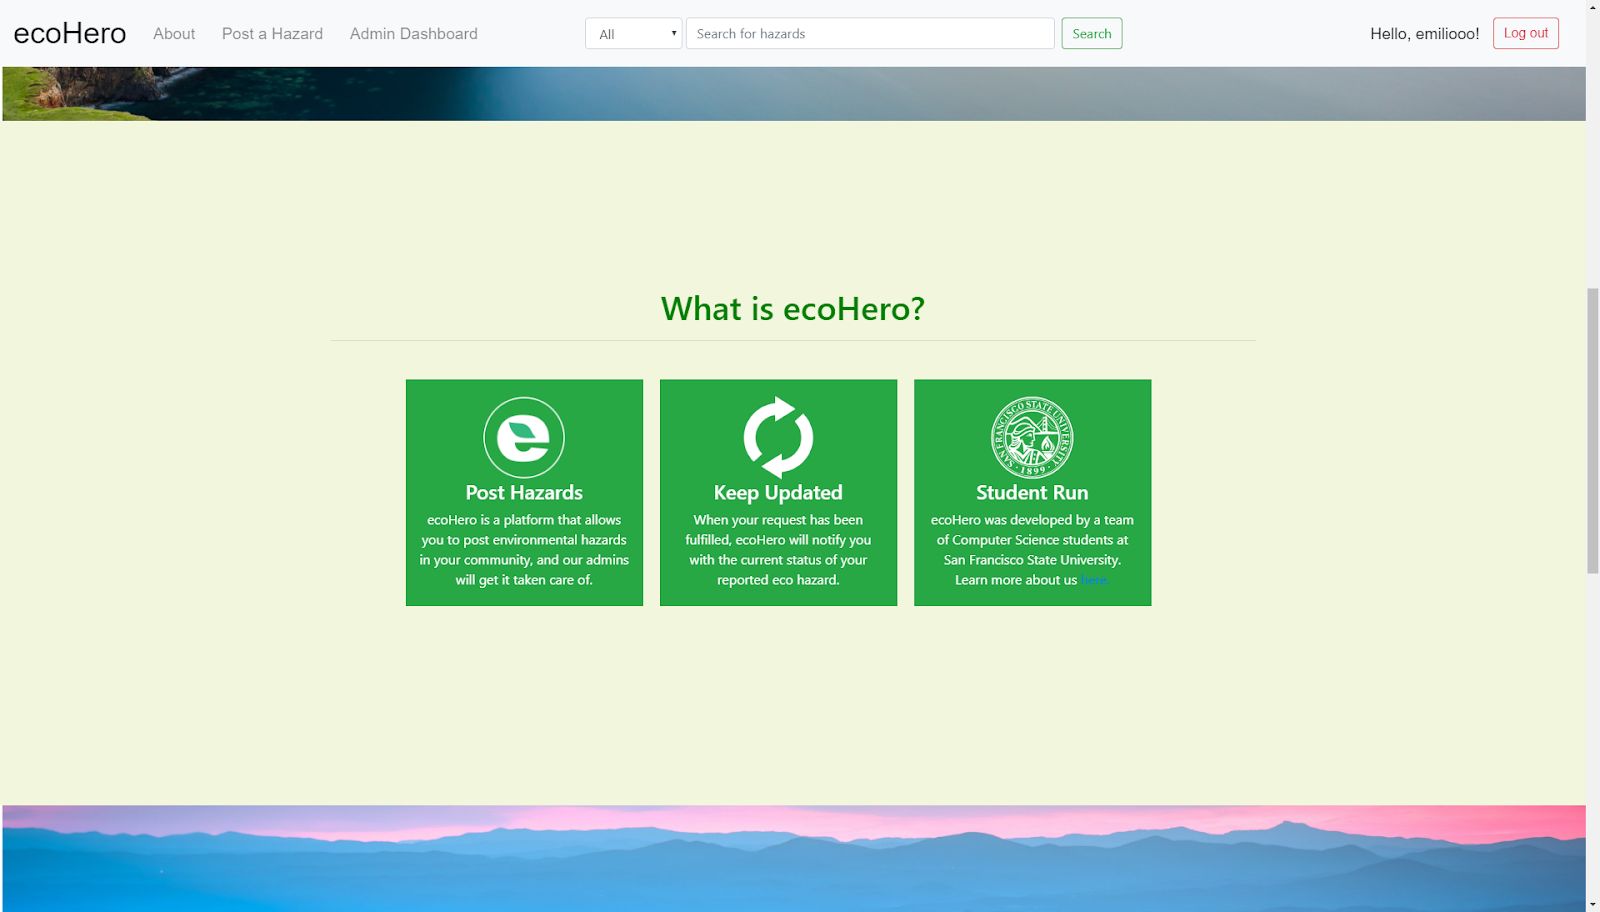 ecoHero About Post a Hazard Admin Dashboard All Search for hazards Search Hello, emiliooo! Log out
What is ecoHero?
SAN FRANCISCO STATE UNIVERSITY
· 1899 ·
Post Hazards
ecoHero is a platform that allows
you to post environmental hazards
in your community, and our admins
will get it taken care of.
Keep Updated
When your request has been
fulfilled, ecoHero will notify you
with the current status of your
reported eco hazard.
Student Run
ecoHero was developed by a team
of Computer Science students at
San Francisco State University.
Learn more about us here.